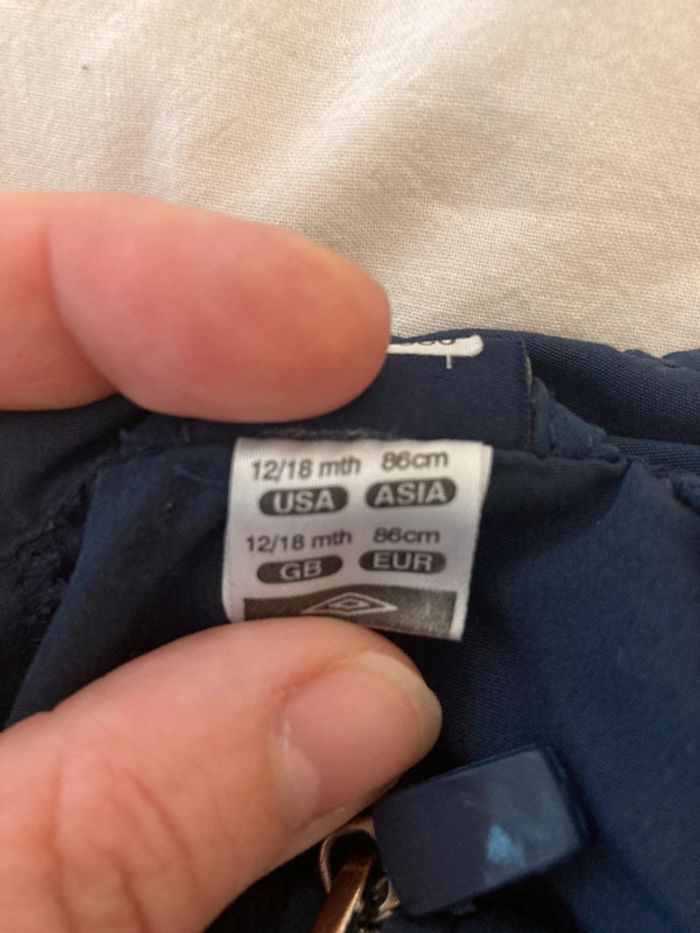 12/18 mth 86cm
USA ASIA
12/18 mth 86cm
GB EUR